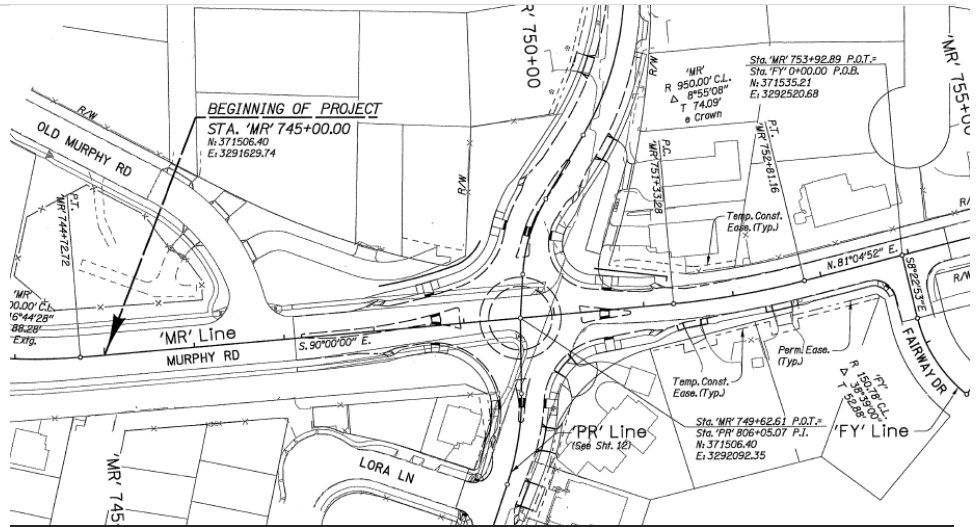 BEGINNING OF PROJECT
STA. 'MR' 745+00.00
N: 371506.40
E: 3291629.74
R/W
OLD MURPHY RD
P.I.
'MR' 744+72.72
'MR'
00.00' C.L.
16°44'28"
88.28'
Exfg.
'MR' Line
MURPHY RD
S. 90°00'00" E.
'MR' 745+
LORA LN
'MR' 750+00
R/W
R/W
'MR'
R 950.00' C.L.
Δ 8°55'08"
T 74.09'
e Crown
Sta. 'MR' 753+92.89 P.O.T.=
Sta. 'FY' 0+00.00 P.O.B.
N: 371535.21
E: 3292520.68
'MR' 755+00
P.C.
'MR' 751+33.28
P.T.
'MR' 752+81.16
Temp. Const.
Ease. (Typ.)
N. 81°04'52" E.
R/W
S8°22'53"E
R/W
FAIRWAY DR
Perm. Ease.
(Typ.)
Temp. Const.
Ease. (Typ.)
'FY'
R 150.78' C.L.
Δ 38°39'00"
T 52.88'
'FY' Line
Sta. 'MR' 749+62.61 P.O.T.=
Sta. 'PR' 806+05.07 P.I.
N: 371506.40
E: 3292092.35
'PR' Line
(See Sht. 12)